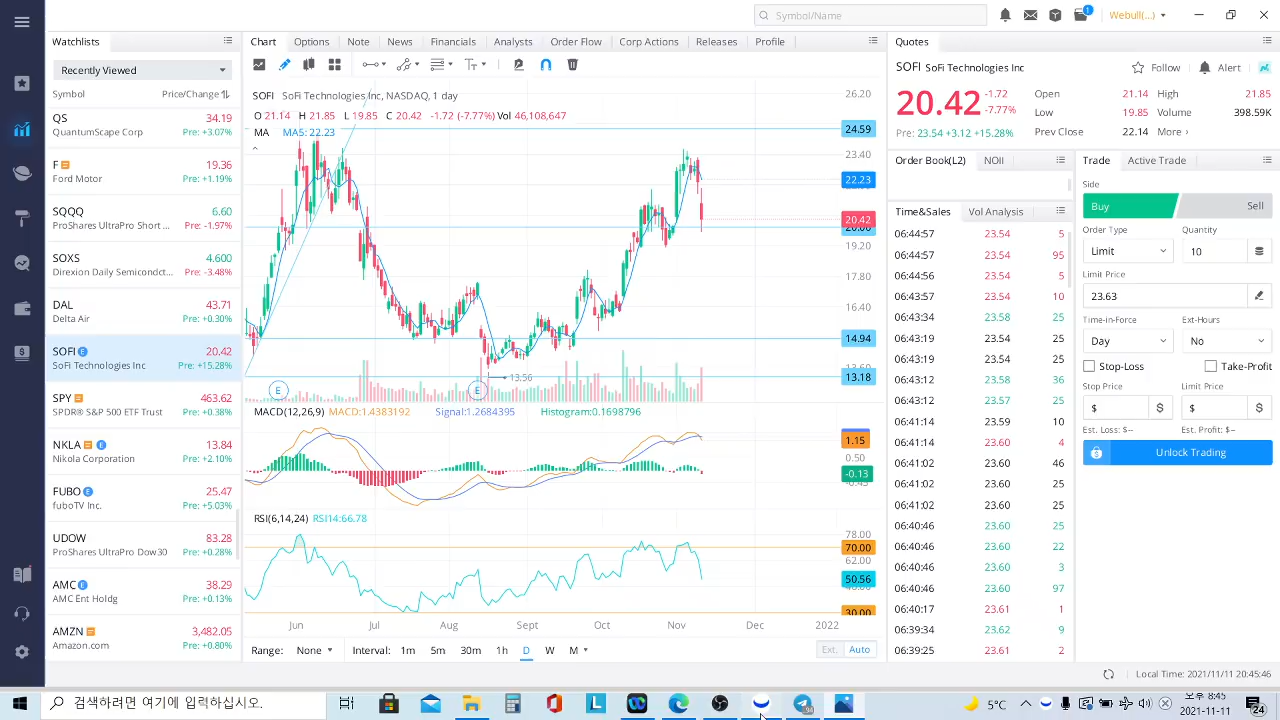 Symbol/Name
1
Webull(...)
Watchlists
Recently Viewed
Symbol Price/Change
QS 34.19
QuantumScape Corp Pre: +3.07%
F 19.36
Ford Motor Pre: +1.19%
SQQQ 6.60
ProShares UltraPro Short ... Pre: -1.97%
SOXS 4.600
Direxion Daily Semicondct... Pre: -3.48%
DAL 43.71
Delta Air Pre: +0.30%
SOFI E 20.42
SoFi Technologies Inc Pre: +15.28%
SPY 463.62
SPDR® S&P 500 ETF Trust Pre: +0.38%
NKLA E 13.84
Nikola Corporation Pre: +2.10%
FUBO E 25.47
fuboTV Inc. Pre: +5.03%
UDOW 83.28
ProShares UltraPro Dow30 Pre: +0.28%
AMC E 38.29
AMC Ent Holdg Pre: +0.13%
AMZN 3,482.05
Amazon.com Pre: +0.80%
Chart Options Note News Financials Analysts Order Flow Corp Actions Releases Profile
SOFI SoFi Technologies Inc, NASDAQ, 1 day
O 21.14 H 21.85 L 19.85 C 20.42 -1.72 (-7.77%) Vol 46,108,647
MA MA5: 22.23
26.20
24.59
23.40
22.23
20.42
20.00
19.20
17.80
16.40
14.94
13.18
13.56
E E
MACD(12,26,9) MACD:1.4383192 Signal:1.2684395 Histogram:0.1698796
1.15
0.50
-0.13
RSI(6,14,24) RSI14:66.78
78.00
70.00
62.00
50.56
30.00
Jun Jul Aug Sept Oct Nov Dec 2022
Range: None Interval: 1m 5m 30m 1h D W M Ext. Auto
Quotes
SOFI SoFi Technologies Inc Follow Alert
20.42 -1.72 -7.77%
Open 21.14 High 21.85
Low 19.85 Volume 398.59K
Prev Close 22.14 More ›
Pre: 23.54 +3.12 +15.28%
Order Book(L2) NOII
Time&Sales Vol Analysis
06:44:57 23.54 5
06:44:57 23.54 95
06:44:56 23.54 5
06:43:57 23.54 10
06:43:34 23.58 25
06:43:19 23.54 25
06:43:19 23.54 25
06:43:12 23.58 36
06:43:12 23.57 25
06:41:14 23.59 10
06:41:14 23.60 4
06:41:02 23.60 46
06:41:02 23.60 25
06:41:02 23.60 25
06:40:46 23.60 25
06:40:46 23.60 22
06:40:46 23.60 3
06:40:46 23.60 97
06:40:17 23.61 1
06:39:34 23.62 9
06:39:25 23.61 2
Trade Active Trade
Side
Buy Sell
Order Type Quantity
Limit 10
Limit Price
23.63
Time-in-Force Ext-Hours
Day No
Stop-Loss Take-Profit
Stop Price Limit Price
$ $ $ $
Est. Loss: $-- Est. Profit: $--
Unlock Trading
Local Time: 2021/11/11 20:45:46
검색하려면 여기에 입력하십시오.
5°C
오후 8:45
2021-11-11